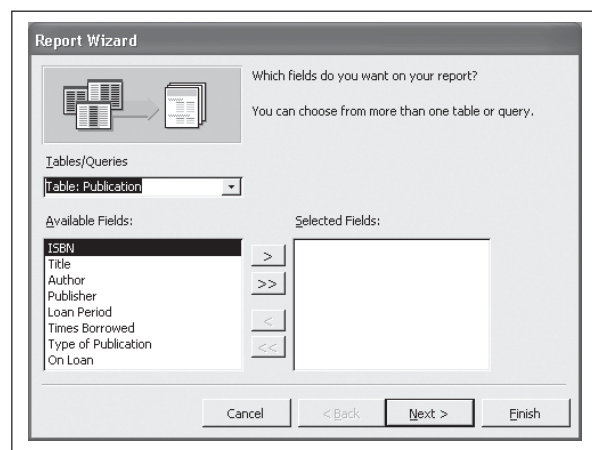 Report Wizard
Which fields do you want on your report?
You can choose from more than one table or query.
Tables/Queries
Table: Publication
Available Fields:
Selected Fields:
ISBN
Title
Author
Publisher
Loan Period
Times Borrowed
Type of Publication
On Loan
>
>>
<
<<
Cancel
< Back
Next >
Finish